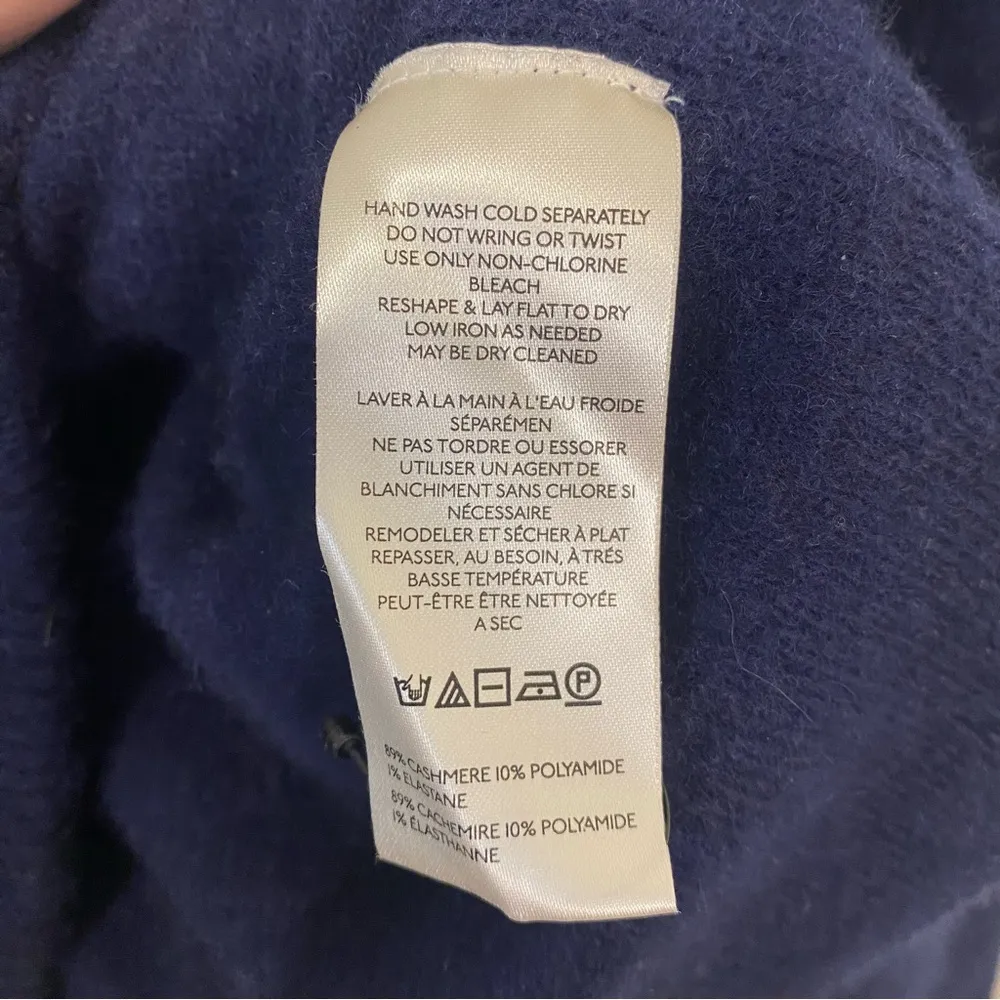 HAND WASH COLD SEPARATELY
DO NOT WRING OR TWIST
USE ONLY NON-CHLORINE
BLEACH
RESHAPE & LAY FLAT TO DRY
LOW IRON AS NEEDED
MAY BE DRY CLEANED
LAVER À LA MAIN À L'EAU FROIDE
SÉPARÉMEN
NE PAS TORDRE OU ESSORER
UTILISER UN AGENT DE
BLANCHIMENT SANS CHLORE SI
NÉCESSAIRE
REMODELER ET SÉCHER À PLAT
REPASSER, AU BESOIN, À TRÉS
BASSE TEMPÉRATURE
PEUT-ÊTRE ÊTRE NETTOYÉE
A SEC
P
89% CASHMERE 10% POLYAMIDE
1% ELASTANE
89% CACHEMIRE 10% POLYAMIDE
1% ÉLASTHANNE